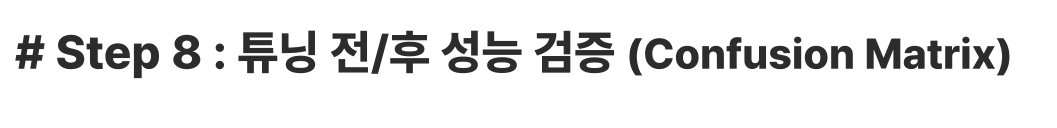 # Step 8 : 튜닝 전/후 성능 검증 (Confusion Matrix)